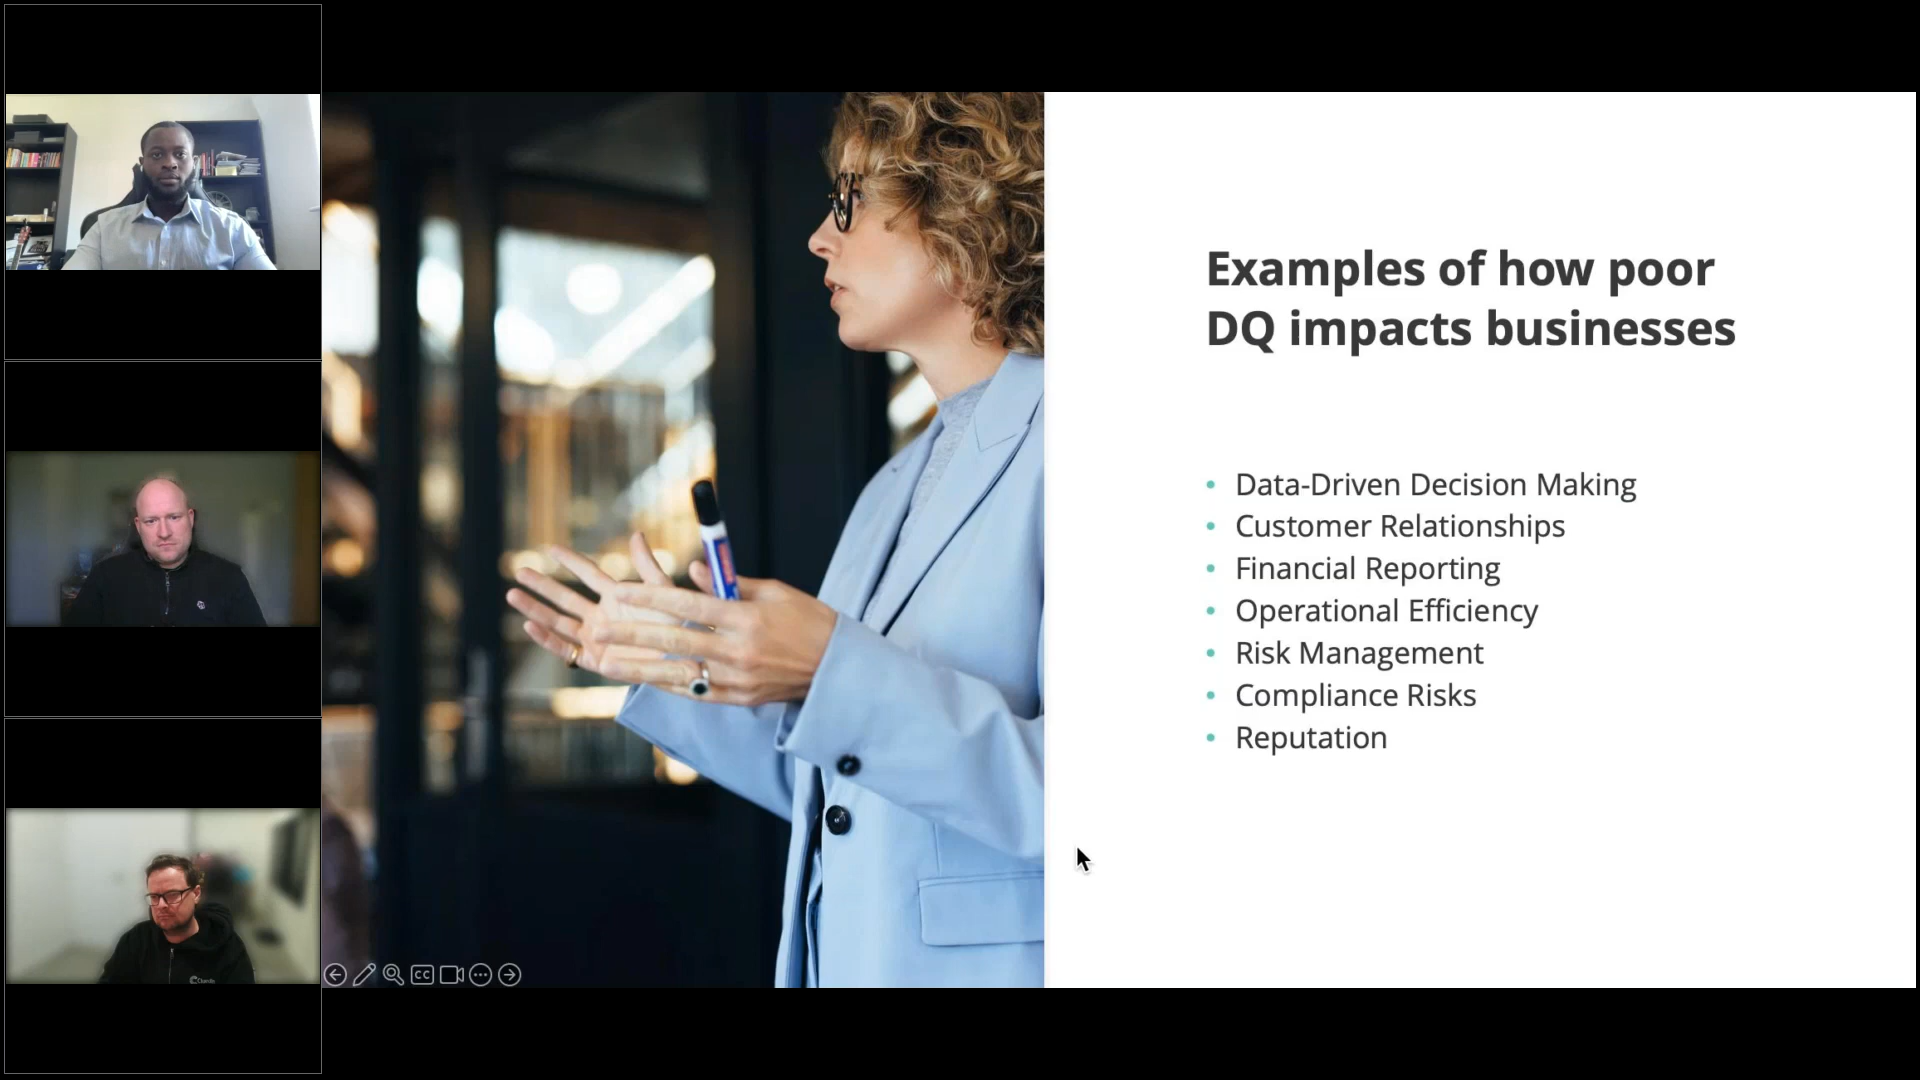 Examples of how poor
DQ impacts businesses
• Data-Driven Decision Making
• Customer Relationships
• Financial Reporting
• Operational Efficiency
• Risk Management
• Compliance Risks
• Reputation
CC